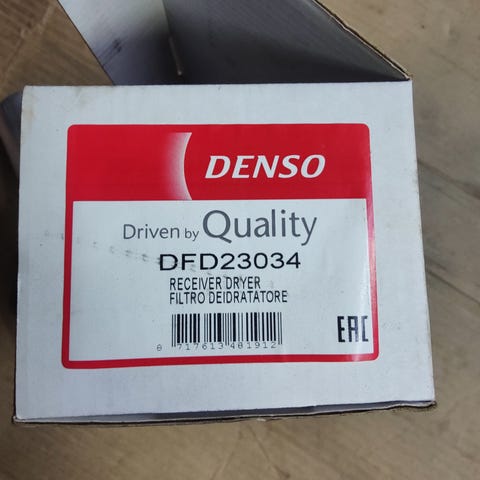 DENSO
Driven by Quality
DFD23034
RECEIVER DRYER
FILTRO DEIDRATATORE
8 717613 481912
EAC